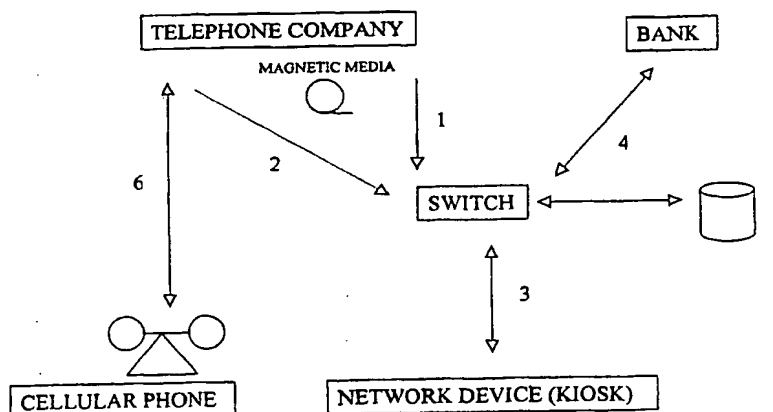 TELEPHONE COMPANY
BANK
MAGNETIC MEDIA
1
2
4
6
SWITCH
3
CELLULAR PHONE
NETWORK DEVICE (KIOSK)